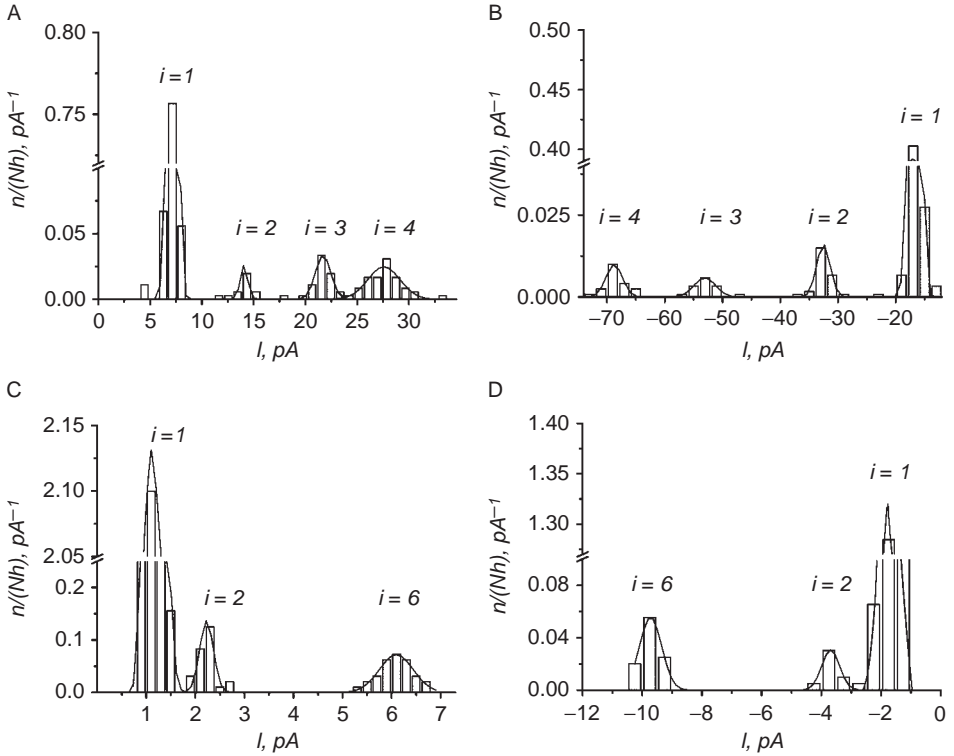 A
n/(Nh), pA⁻¹
0.80
0.75
0.05
0.00
i = 1
i = 2
i = 3
i = 4
0 5 10 15 20 25 30
I, pA
B
n/(Nh), pA⁻¹
0.50
0.40
0.025
0.000
i = 4
i = 3
i = 2
i = 1
−70 −60 −50 −40 −30 −20
I, pA
C
n/(Nh), pA⁻¹
2.15
2.10
2.05
0.2
0.1
0.0
i = 1
i = 2
i = 6
1 2 3 4 5 6 7
I, pA
D
n/(Nh), pA⁻¹
1.40
1.30
0.08
0.04
0.00
i = 6
i = 2
i = 1
−12 −10 −8 −6 −4 −2 0
I, pA